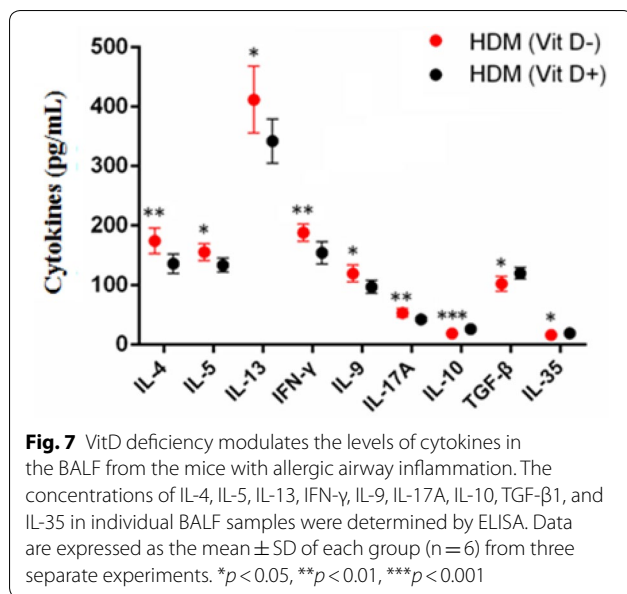 HDM (Vit D-)
HDM (Vit D+)
Cytokines (pg/mL)
500
400
300
200
100
0
** * * ** * ** *** * *
IL-4 IL-5 IL-13 IFN-γ IL-9 IL-17A IL-10 TGF-β IL-35
Fig. 7 VitD deficiency modulates the levels of cytokines in
the BALF from the mice with allergic airway inflammation. The
concentrations of IL-4, IL-5, IL-13, IFN-γ, IL-9, IL-17A, IL-10, TGF-β1, and
IL-35 in individual BALF samples were determined by ELISA. Data
are expressed as the mean ± SD of each group (n = 6) from three
separate experiments. *p < 0.05, **p < 0.01, ***p < 0.001